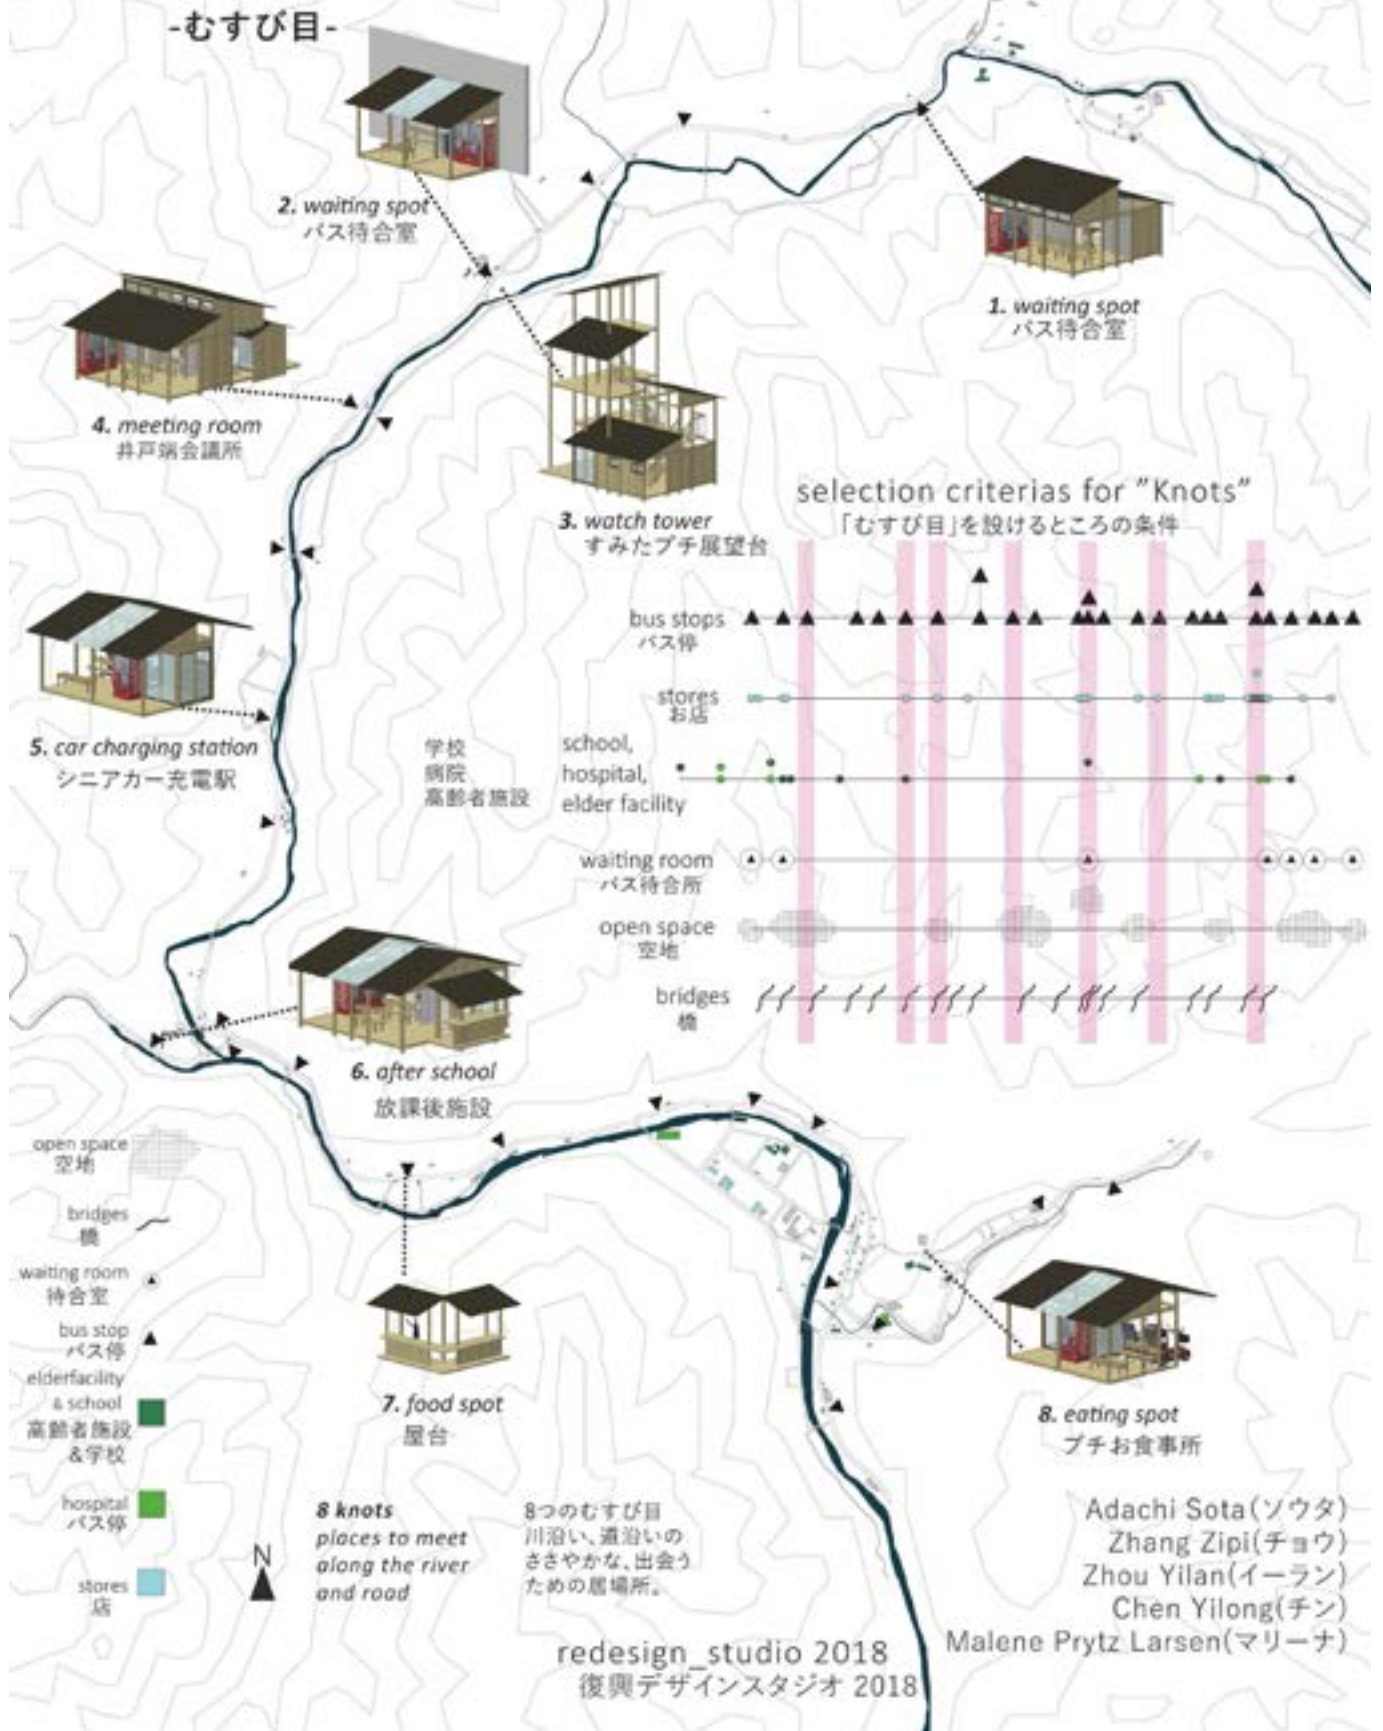 -むすび目-
2. waiting spot
バス待合室
1. waiting spot
バス待合室
4. meeting room
井戸端会議所
3. watch tower
すみたプチ展望台
selection criterias for "Knots"
「むすび目」を設けるところの条件
bus stops
バス停
stores
お店
5. car charging station
シニアカー充電駅
学校
病院
高齢者施設
school,
hospital,
elder facility
waiting room
バス待合所
open space
空地
bridges
橋
6. after school
放課後施設
open space
空地
bridges
橋
waiting room
待合室
bus stop
バス停
elderfacility
& school
高齢者施設
&学校
hospital
バス停
stores
店
7. food spot
屋台
8. eating spot
プチお食事所
N
8 knots
places to meet
along the river
and road
8つのむすび目
川沿い、道沿いの
ささやかな、出会う
ための居場所。
Adachi Sota(ソウタ)
Zhang Zipi(チョウ)
Zhou Yilan(イーラン)
Chen Yilong(チン)
Malene Prytz Larsen(マリーナ)
redesign_studio 2018
復興デザインスタジオ 2018